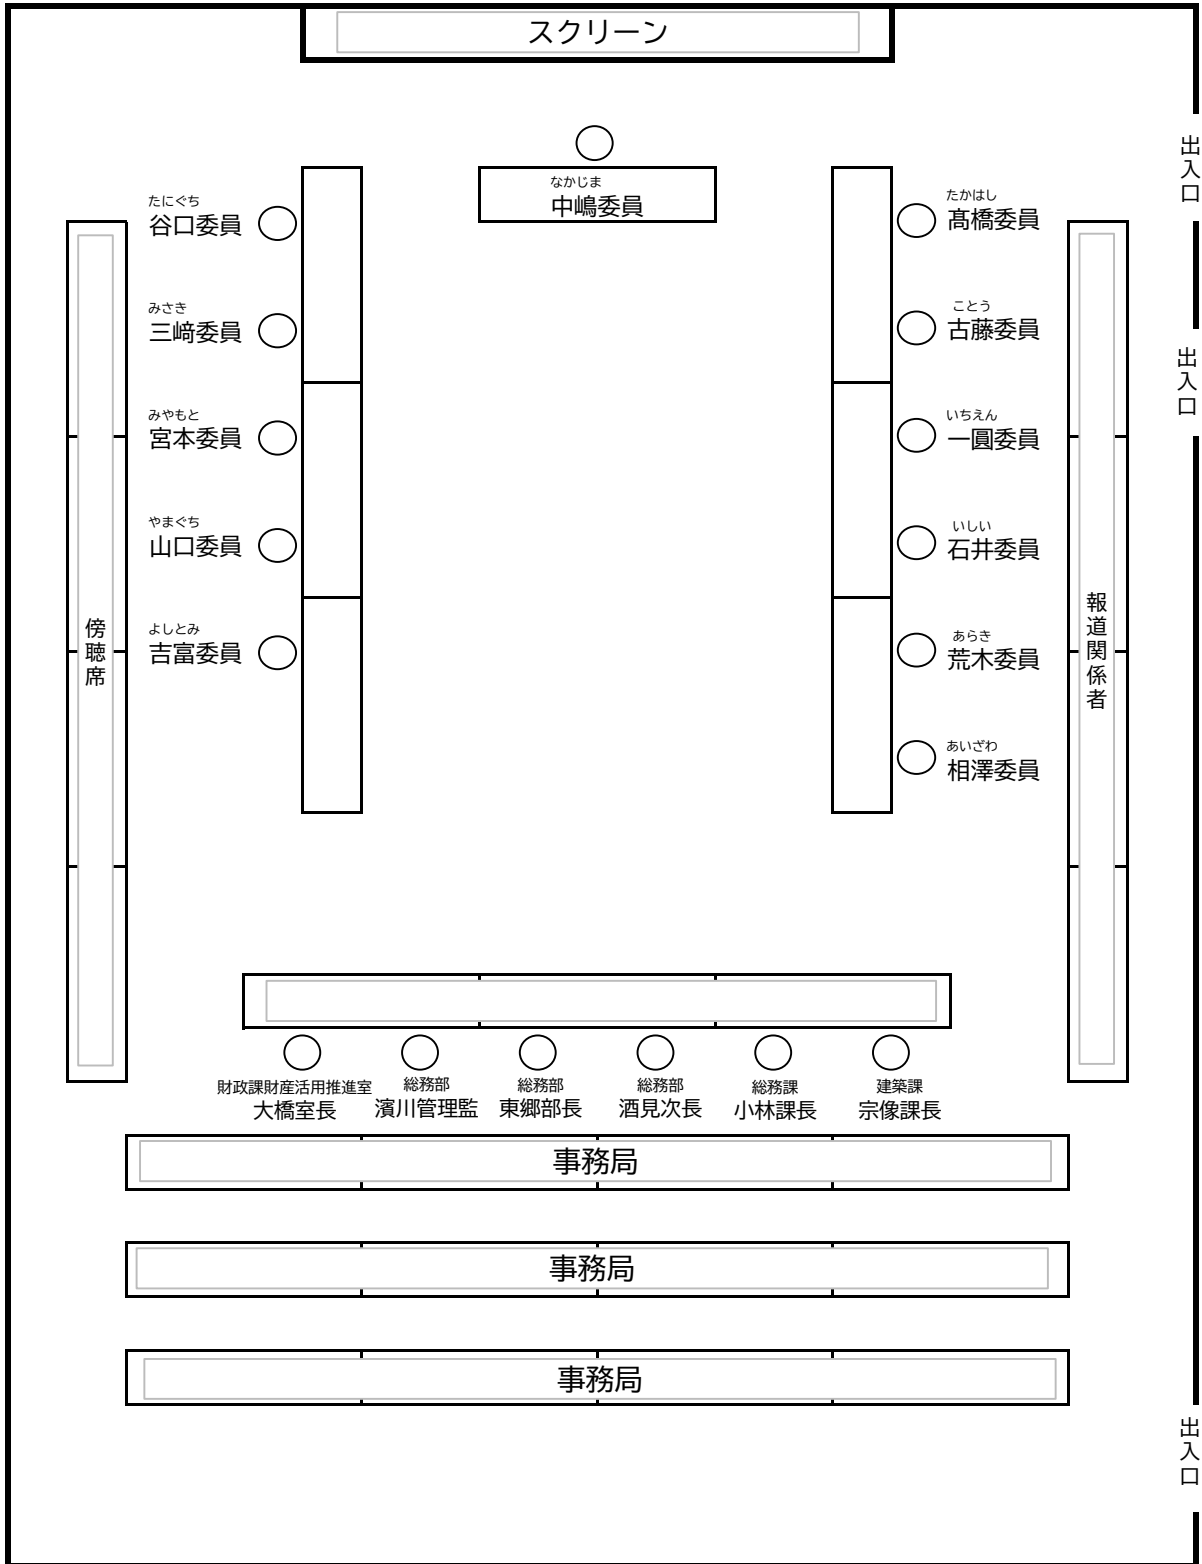 スクリーン
なかじま
中嶋委員
たにぐち
谷口委員
みさき
三﨑委員
みやもと
宮本委員
やまぐち
山口委員
よしとみ
吉富委員
たかはし
髙橋委員
ことう
古藤委員
いちえん
一圓委員
いしい
石井委員
あらき
荒木委員
あいざわ
相澤委員
傍聴席
報道関係者
出入口
出入口
財政課財産活用推進室
大橋室長
総務部
濱川管理監
総務部
東郷部長
総務部
酒見次長
総務課
小林課長
建築課
宗像課長
事務局
事務局
事務局
出入口